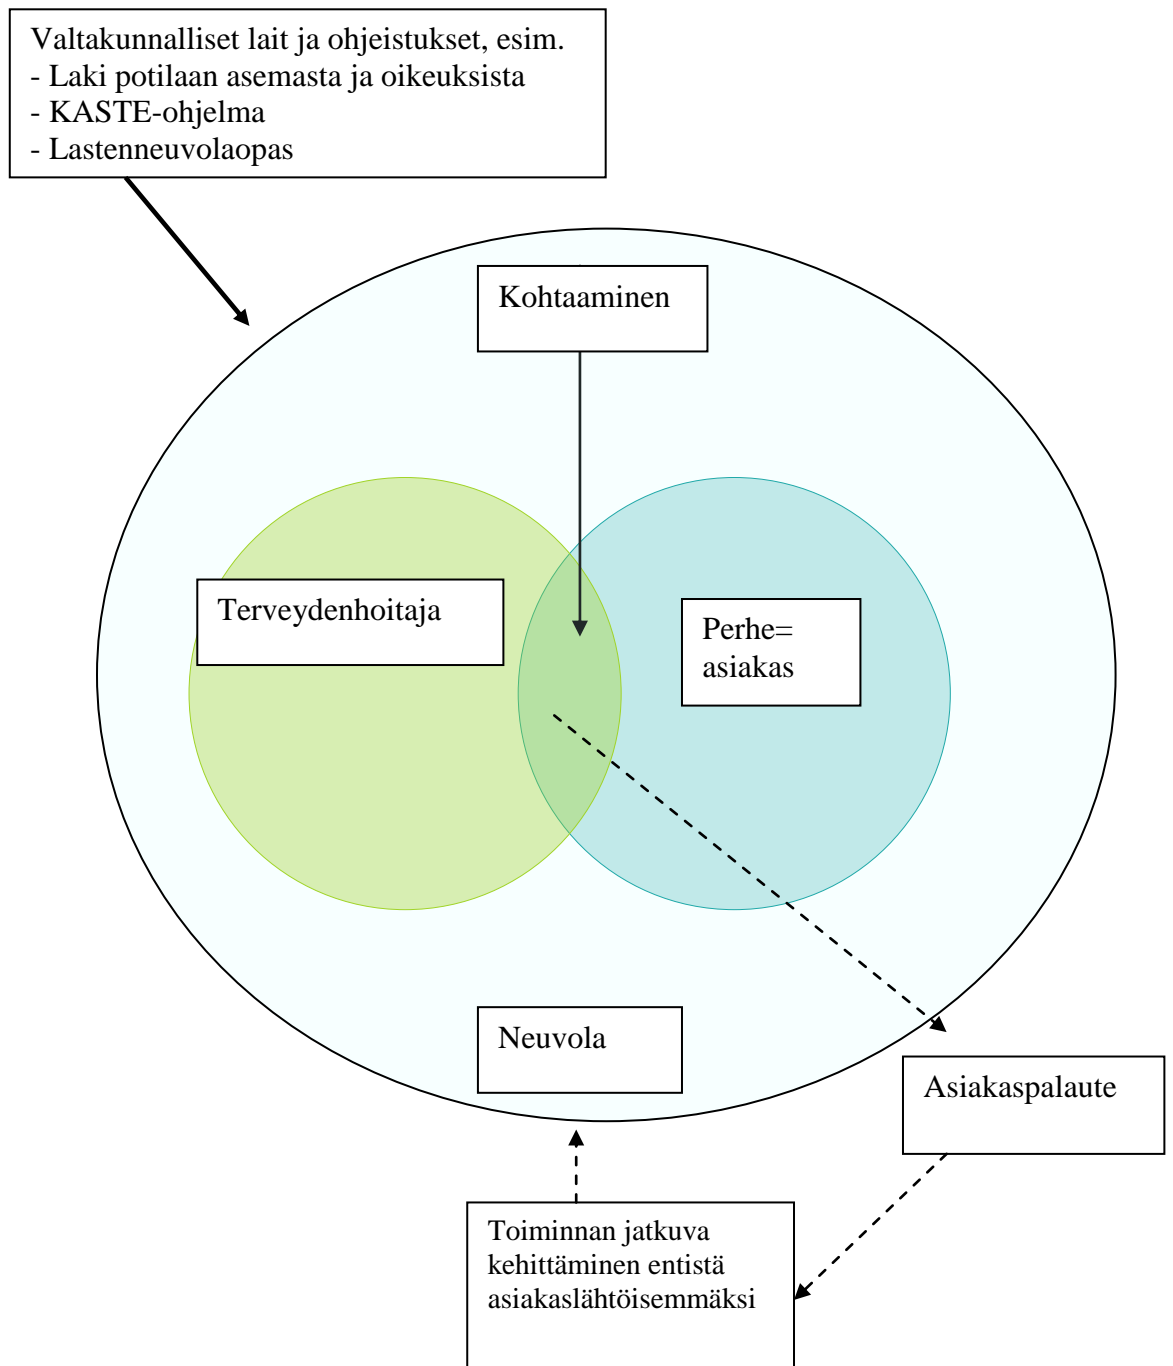 Valtakunnalliset lait ja ohjeistukset, esim.
- Laki potilaan asemasta ja oikeuksista
- KASTE-ohjelma
- Lastenneuvolaopas
Kohtaaminen
Terveydenhoitaja
Perhe=
asiakas
Neuvola
Asiakaspalaute
Toiminnan jatkuva
kehittäminen entistä
asiakaslähtöisemmäksi